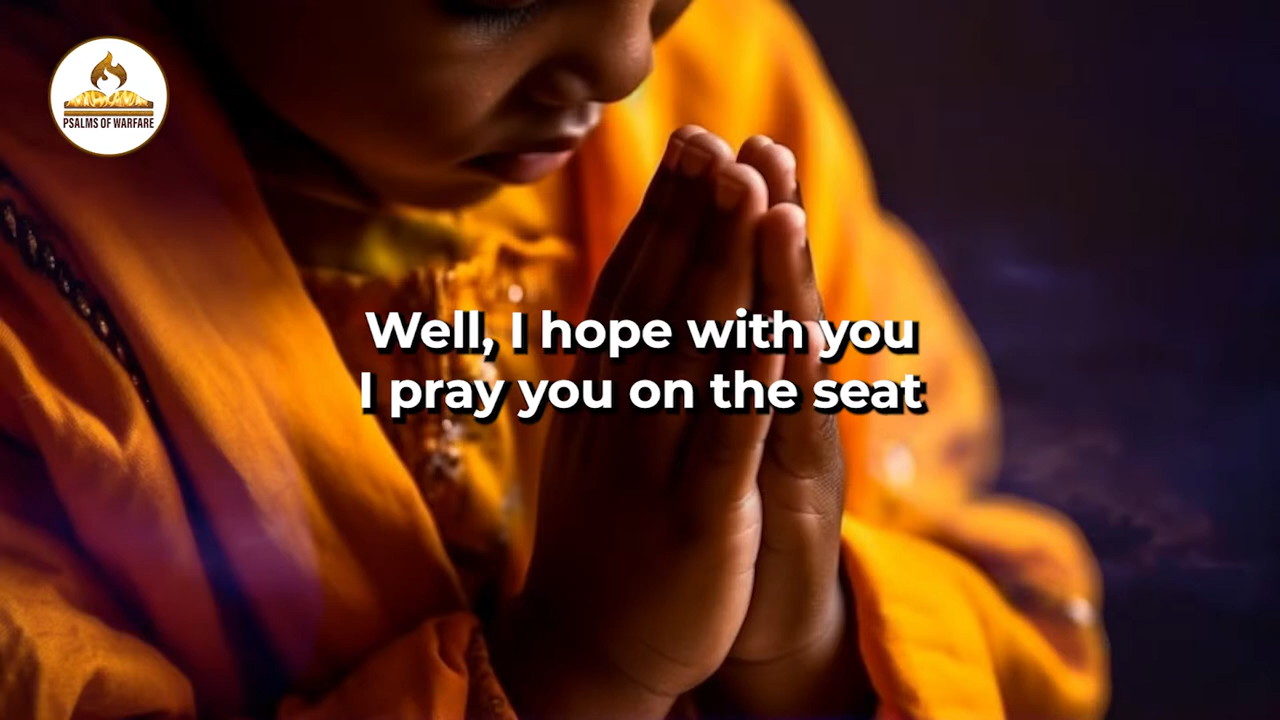 PSALMS OF WARFARE
Well, I hope with you
I pray you on the seat